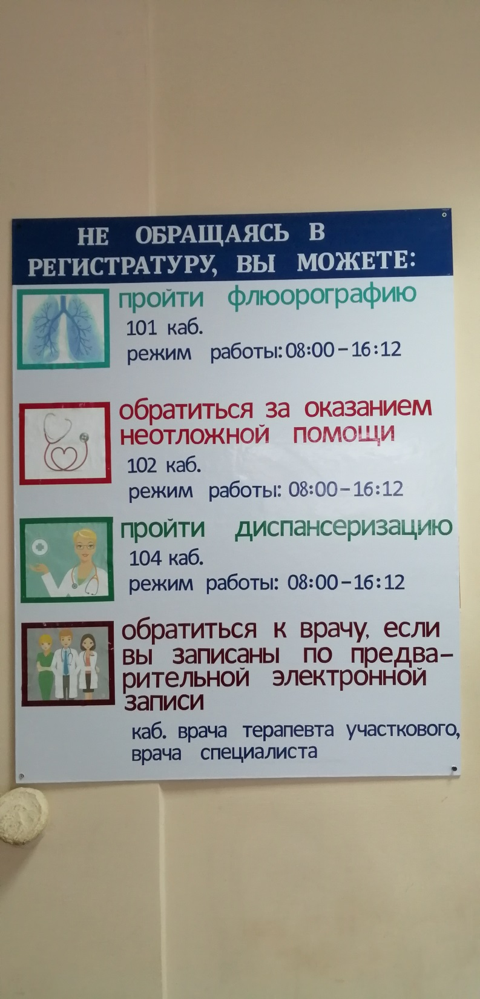 НЕ ОБРАЩАЯСЬ В
РЕГИСТРАТУРУ, ВЫ МОЖЕТЕ:
пройти флюорографию
101 каб.
режим работы: 08:00-16:12
обратиться за оказанием
неотложной помощи
102 каб.
режим работы: 08:00-16:12
пройти диспансеризацию
104 каб.
режим работы: 08:00-16:12
обратиться к врачу, если
вы записаны по предва-
рительной электронной
записи
каб. врача терапевта участкового,
врача специалиста